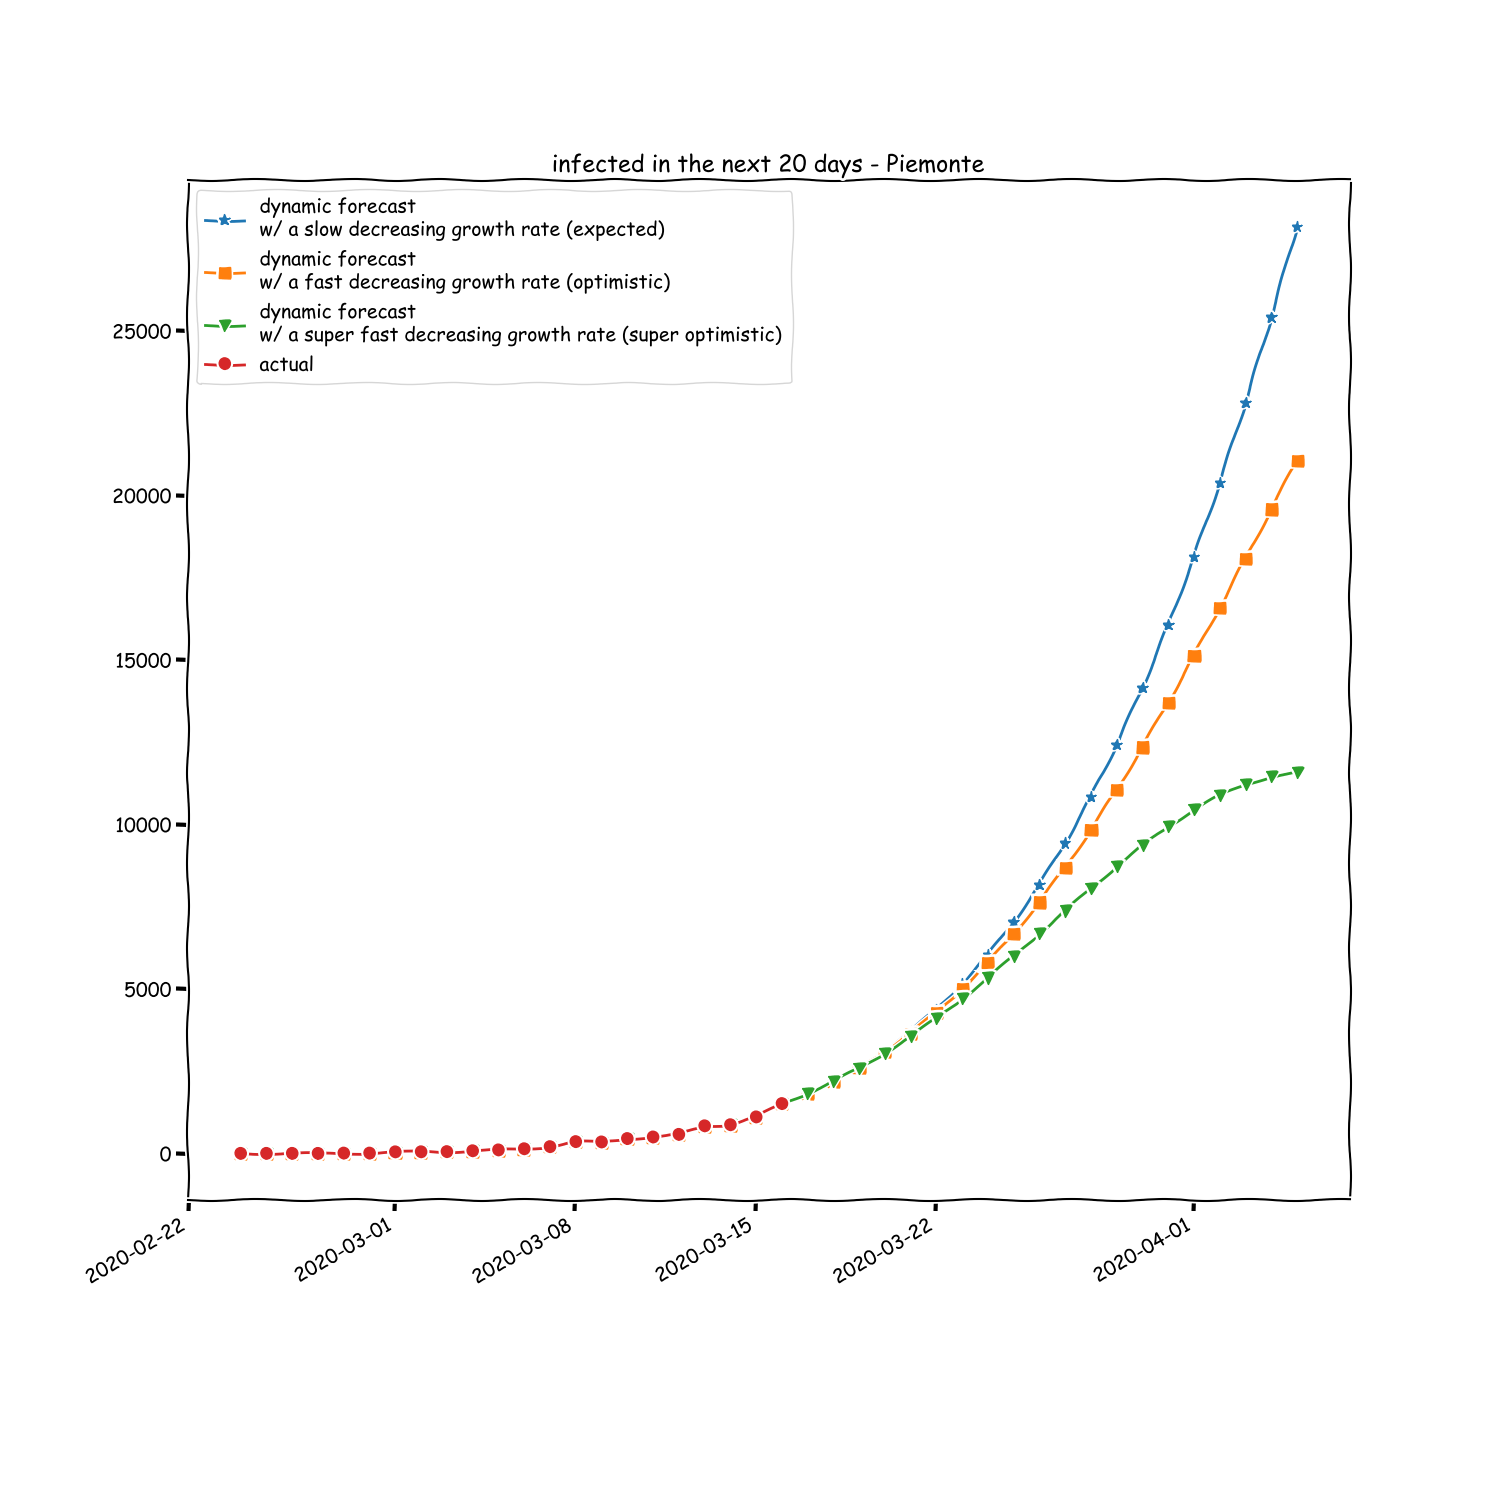 infected in the next 20 days - Piemonte
dynamic forecast
w/ a slow decreasing growth rate (expected)
dynamic forecast
w/ a fast decreasing growth rate (optimistic)
dynamic forecast
w/ a super fast decreasing growth rate (super optimistic)
actual
25000
20000
15000
10000
5000
0
2020-02-22
2020-03-01
2020-03-08
2020-03-15
2020-03-22
2020-04-01